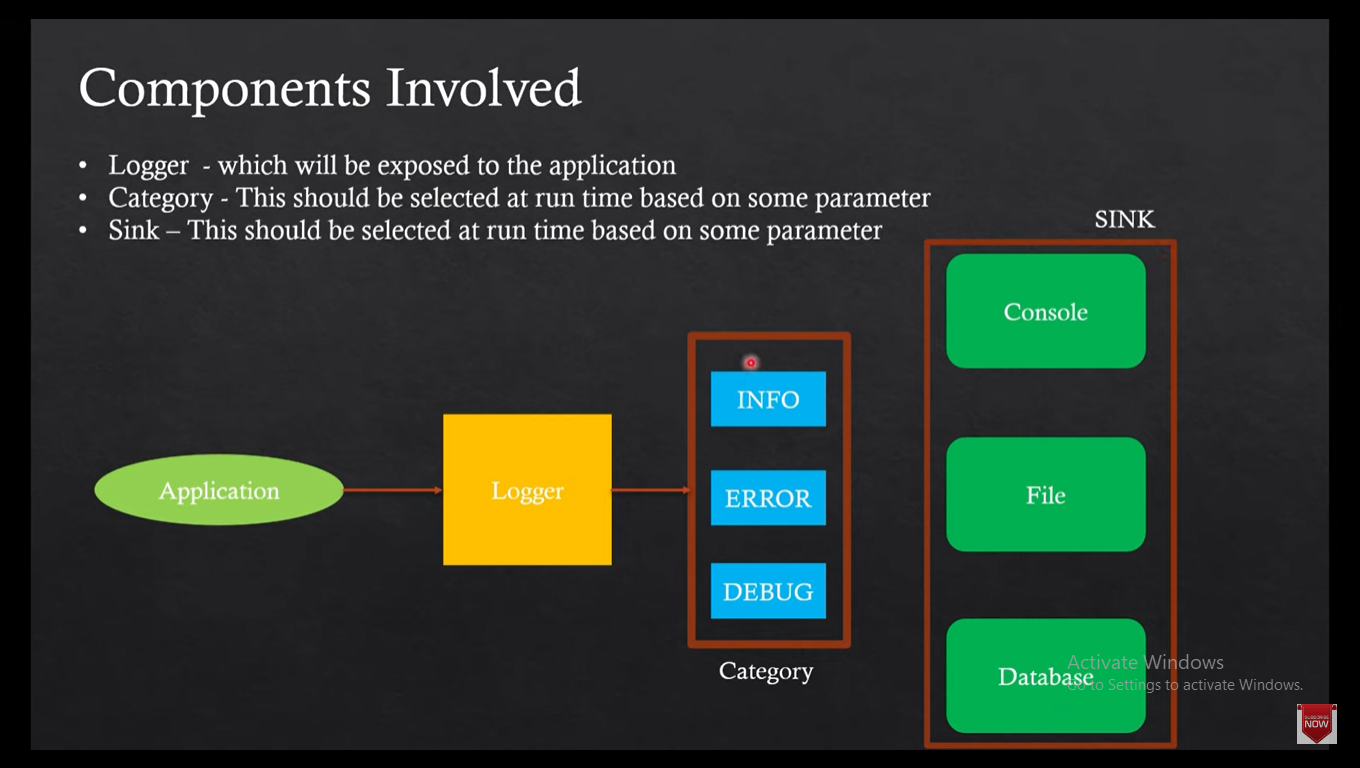 Components Involved
• Logger - which will be exposed to the application
• Category - This should be selected at run time based on some parameter
• Sink – This should be selected at run time based on some parameter
SINK
Console
INFO
Application
Logger
ERROR
File
DEBUG
Category
Database
Activate Windows
Go to Settings to activate Windows.
SUBSCRIBE
NOW